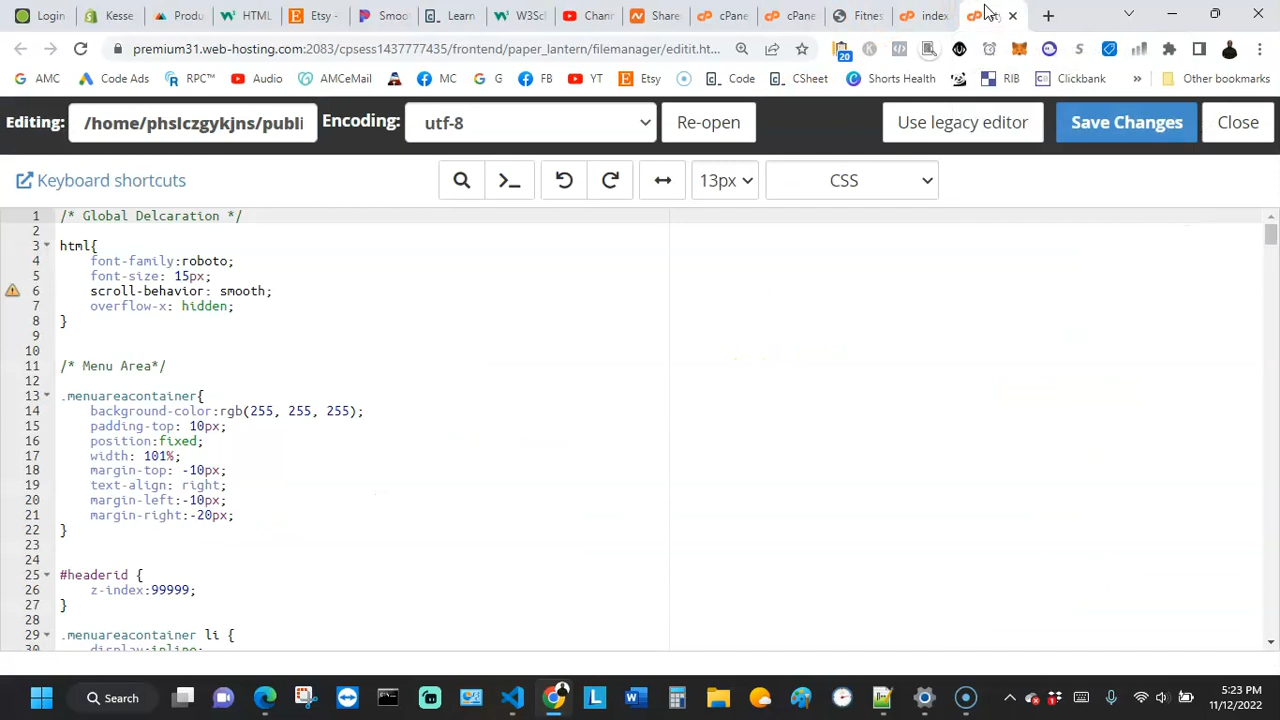 Login
Kesse
Produ
HTML
Etsy -
Smoo
Learn
W3Sch
Chann
Share
cPane
cPane
Fitnes
index.
premium31.web-hosting.com:2083/cpsess1437777435/frontend/paper_lantern/filemanager/editit.ht...
20
AMC
Code Ads
RPC™
Audio
AMCeMail
MC
G
FB
YT
Etsy
Code
CSheet
Shorts Health
RIB
Clickbank
»
Other bookmarks
Editing:
/home/phslczgykjns/publi
Encoding:
utf-8
Re-open
Use legacy editor
Save Changes
Close
Keyboard shortcuts
13px
CSS
1 /* Global Delcaration */
2
3 html{
4 font-family:roboto;
5 font-size: 15px;
6 scroll-behavior: smooth;
7 overflow-x: hidden;
8 }
9
10
11 /* Menu Area*/
12
13 .menuareacontainer{
14 background-color:rgb(255, 255, 255);
15 padding-top: 10px;
16 position:fixed;
17 width: 101%;
18 margin-top: -10px;
19 text-align: right;
20 margin-left:-10px;
21 margin-right:-20px;
22 }
23
24
25 #headerid {
26 z-index:99999;
27 }
28
29 .menuareacontainer li {
30 display:inline;
Search
5:23 PM
11/12/2022